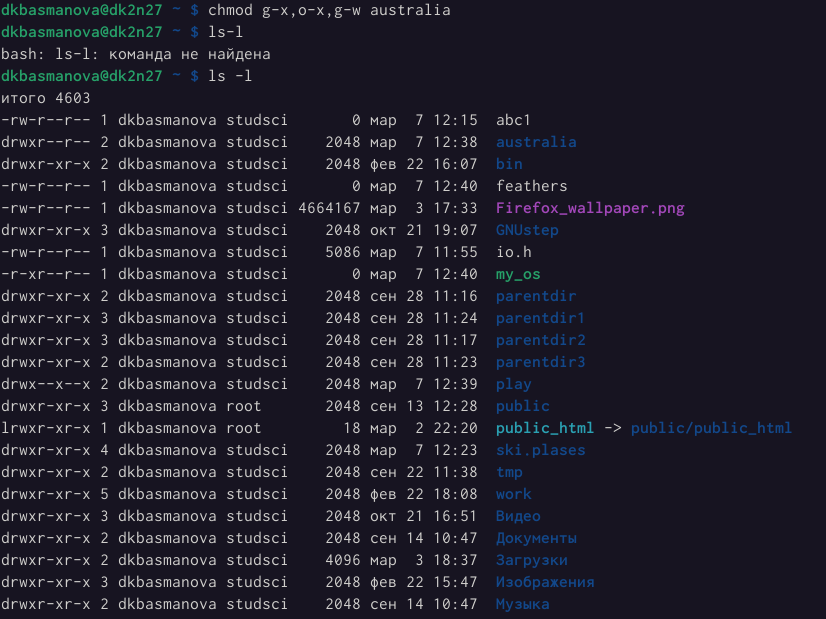 dkbasmanova@dk2n27 ~ $ chmod g-x,o-x,g-w australia
dkbasmanova@dk2n27 ~ $ ls-l
bash: ls-l: команда не найдена
dkbasmanova@dk2n27 ~ $ ls -l
итого 4603
-rw-r--r-- 1 dkbasmanova studsci       0 мар  7 12:15  abc1
drwxr--r-- 2 dkbasmanova studsci    2048 мар  7 12:38  australia
drwxr-xr-x 2 dkbasmanova studsci    2048 фев 22 16:07  bin
-rw-r--r-- 1 dkbasmanova studsci       0 мар  7 12:40  feathers
-rw-r--r-- 1 dkbasmanova studsci 4664167 мар  3 17:33  Firefox_wallpaper.png
drwxr-xr-x 3 dkbasmanova studsci    2048 окт 21 19:07  GNUstep
-rw-r--r-- 1 dkbasmanova studsci    5086 мар  7 11:55  io.h
-r-xr--r-- 1 dkbasmanova studsci       0 мар  7 12:40  my_os
drwxr-xr-x 2 dkbasmanova studsci    2048 сен 28 11:16  parentdir
drwxr-xr-x 3 dkbasmanova studsci    2048 сен 28 11:24  parentdir1
drwxr-xr-x 3 dkbasmanova studsci    2048 сен 28 11:17  parentdir2
drwxr-xr-x 2 dkbasmanova studsci    2048 сен 28 11:23  parentdir3
drwx--x--x 2 dkbasmanova studsci    2048 мар  7 12:39  play
drwxr-xr-x 3 dkbasmanova root       2048 сен 13 12:28  public
lrwxr-xr-x 1 dkbasmanova root         18 мар  2 22:20  public_html -> public/public_html
drwxr-xr-x 4 dkbasmanova studsci    2048 мар  7 12:23  ski.plases
drwxr-xr-x 2 dkbasmanova studsci    2048 сен 22 11:38  tmp
drwxr-xr-x 5 dkbasmanova studsci    2048 фев 22 18:08  work
drwxr-xr-x 3 dkbasmanova studsci    2048 окт 21 16:51  Видео
drwxr-xr-x 2 dkbasmanova studsci    2048 сен 14 10:47  Документы
drwxr-xr-x 2 dkbasmanova studsci    4096 мар  3 18:37  Загрузки
drwxr-xr-x 3 dkbasmanova studsci    2048 фев 22 15:47  Изображения
drwxr-xr-x 2 dkbasmanova studsci    2048 сен 14 10:47  Музыка